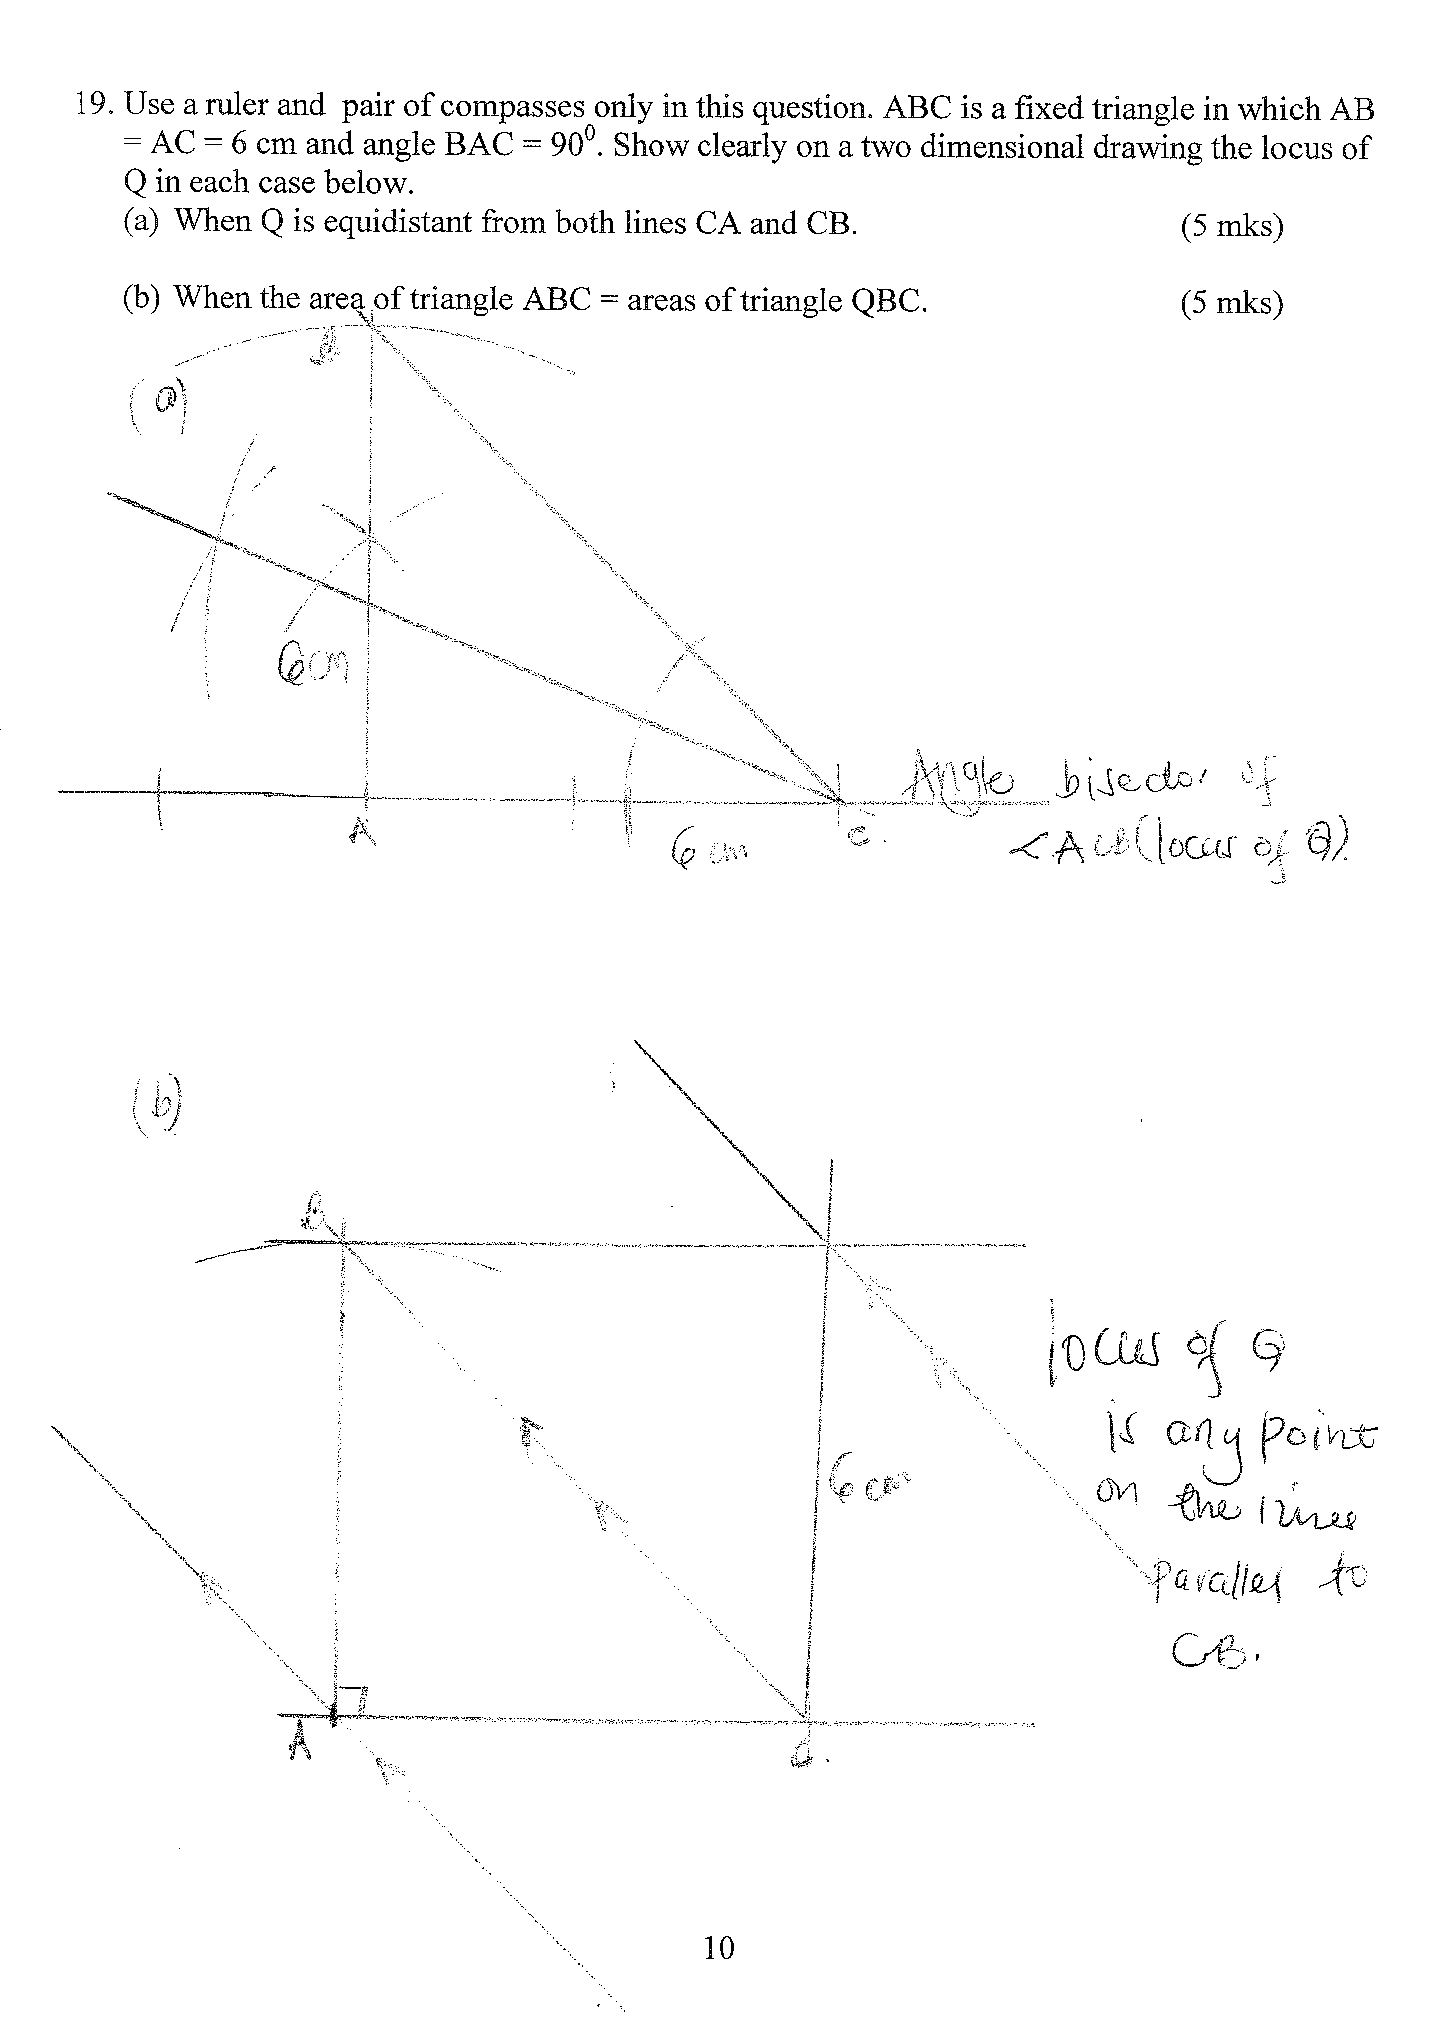 19. Use a ruler and pair of compasses only in this question. ABC is a fixed triangle in which AB
= AC = 6 cm and angle BAC = 90⁰. Show clearly on a two dimensional drawing the locus of
Q in each case below.
(a) When Q is equidistant from both lines CA and CB. (5 mks)
(b) When the area of triangle ABC = areas of triangle QBC. (5 mks)
B
(a)
6cm
A
6 cm
C.
Angle bisector of
<ACB(locus of Q).
(b)
B
6 cm
locus of Q
is any point
on the lines
parallel to
CB.
A
C.
10